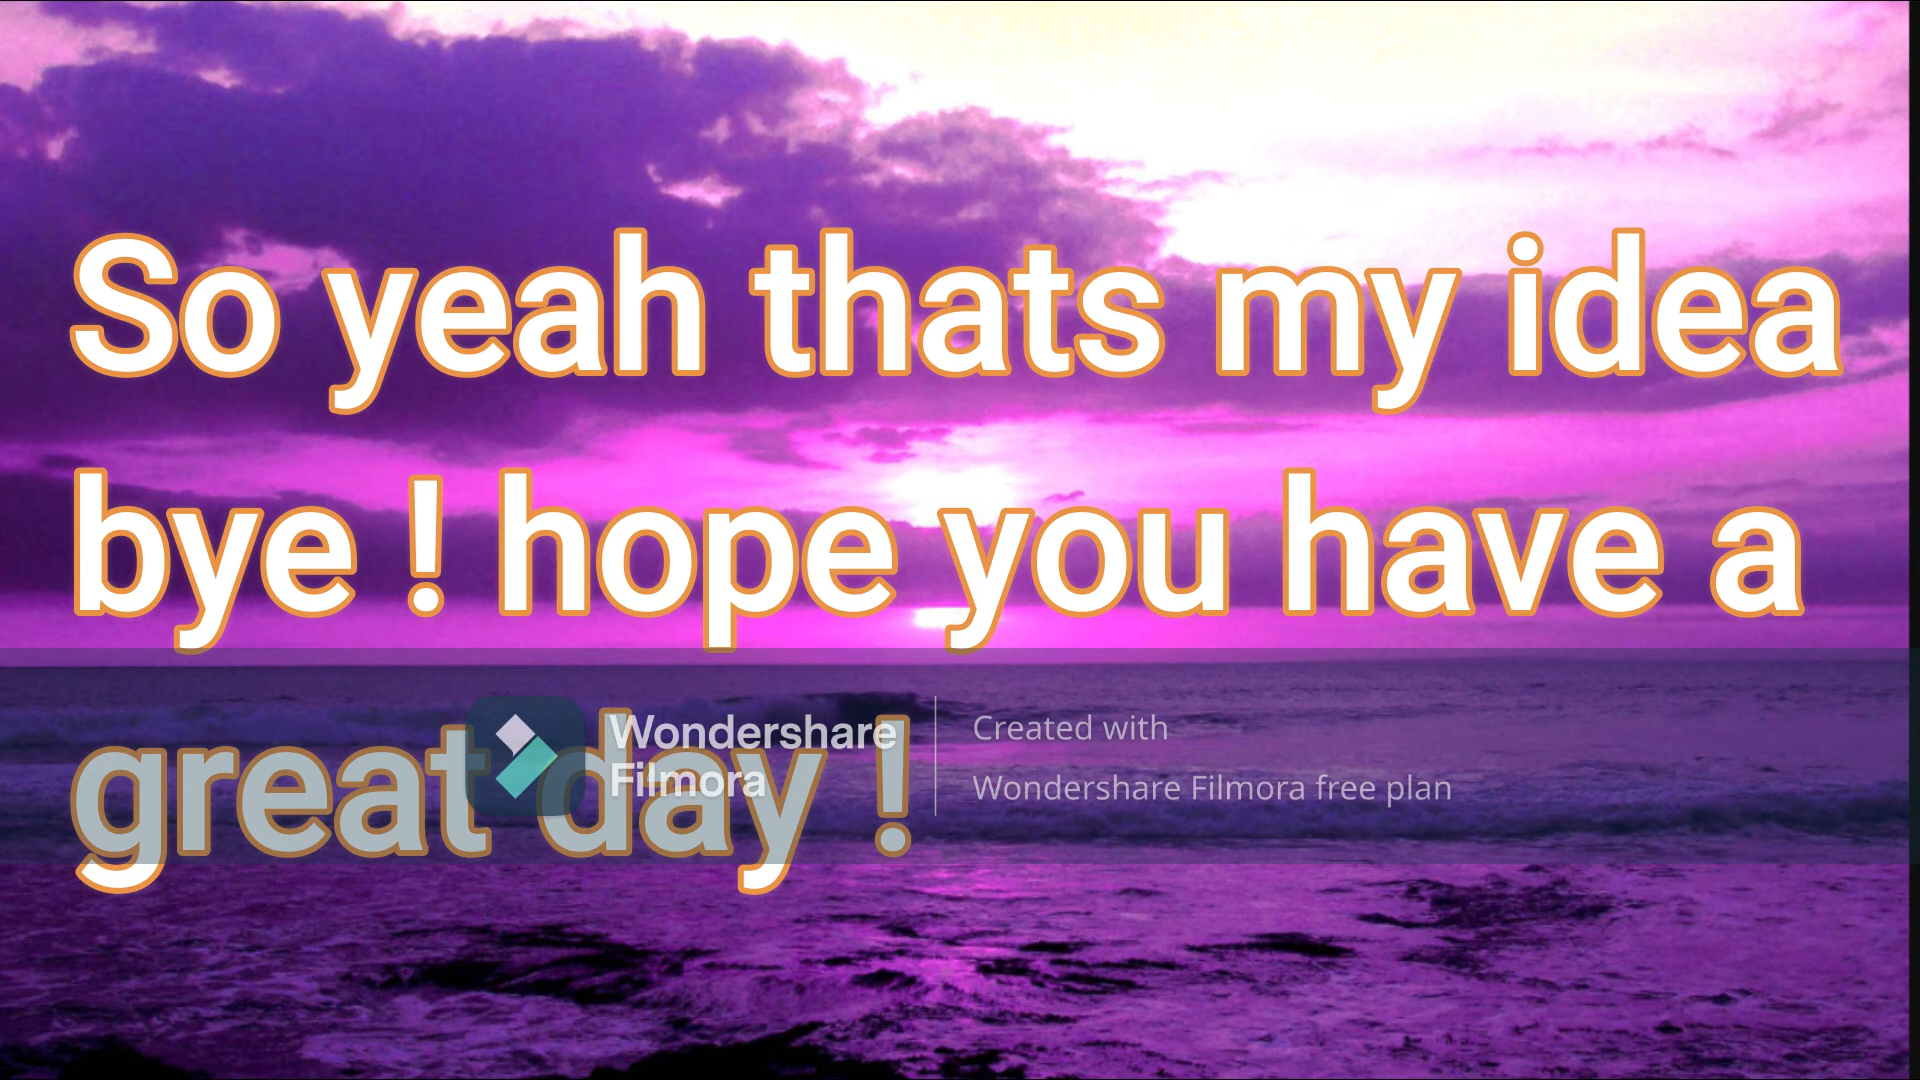 So yeah thats my idea
bye ! hope you have a
great day !
Wondershare
Filmora
Created with
Wondershare Filmora free plan